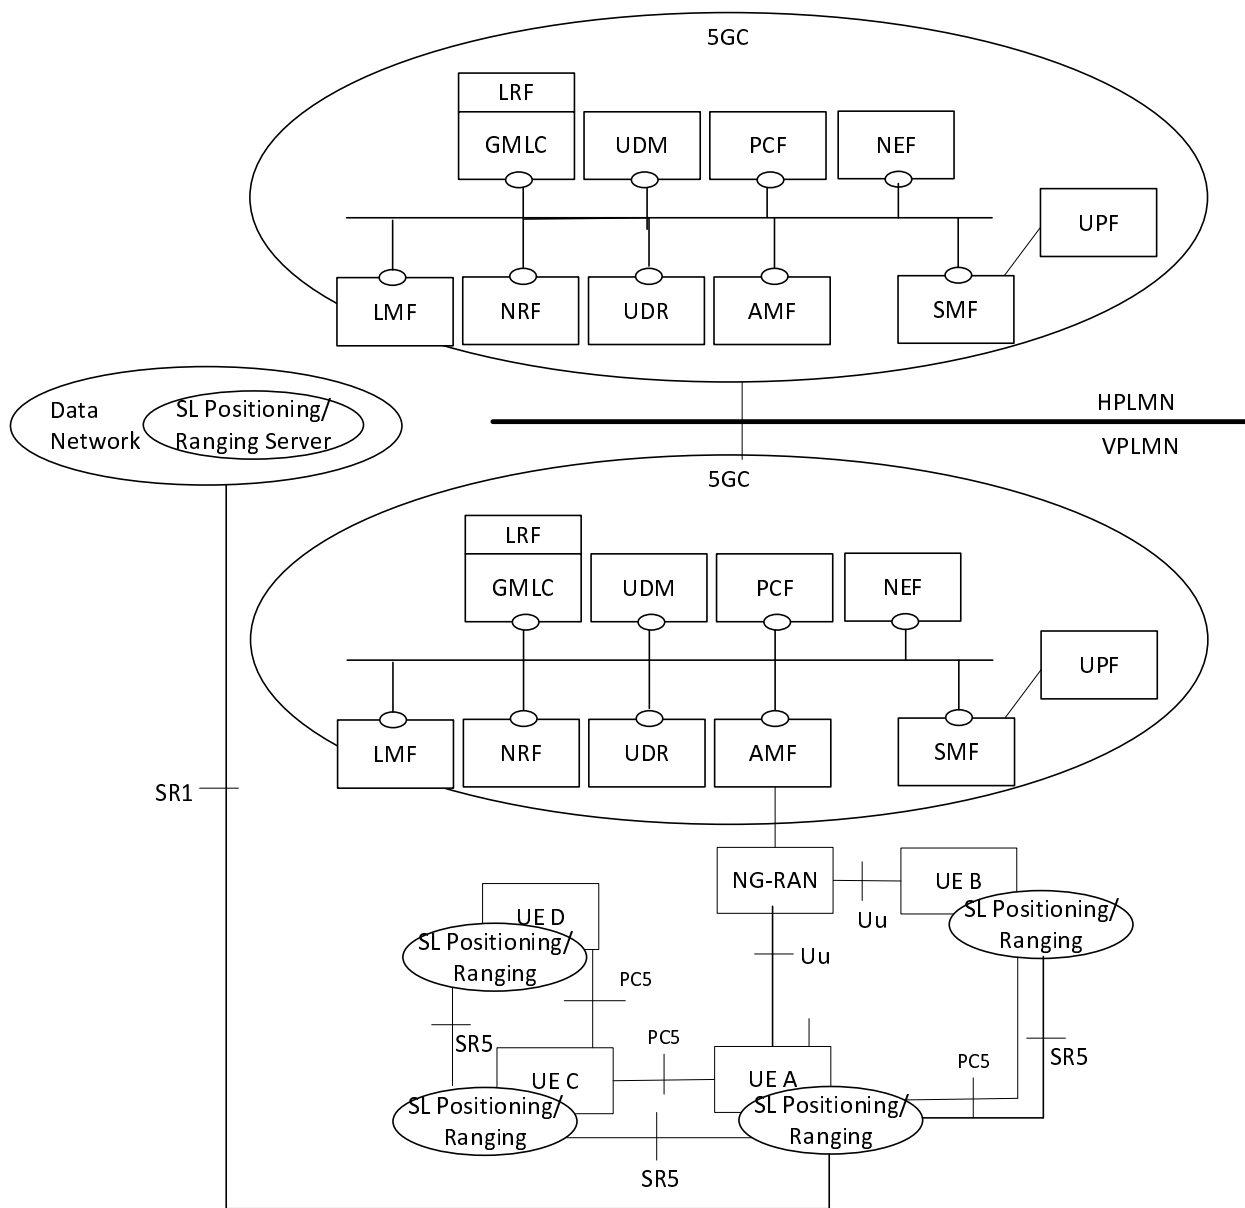 5GC
LRF
GMLC
UDM
PCF
NEF
UPF
LMF
NRF
UDR
AMF
SMF
HPLMN
VPLMN
Data
Network
SL Positioning/
Ranging Server
5GC
LRF
GMLC
UDM
PCF
NEF
UPF
LMF
NRF
UDR
AMF
SMF
SR1
NG-RAN
Uu
UE B
SL Positioning/
Ranging
UE D
SL Positioning/
Ranging
Uu
PC5
SR5
PC5
PC5
SR5
UE C
SL Positioning/
Ranging
UE A
SL Positioning/
Ranging
SR5